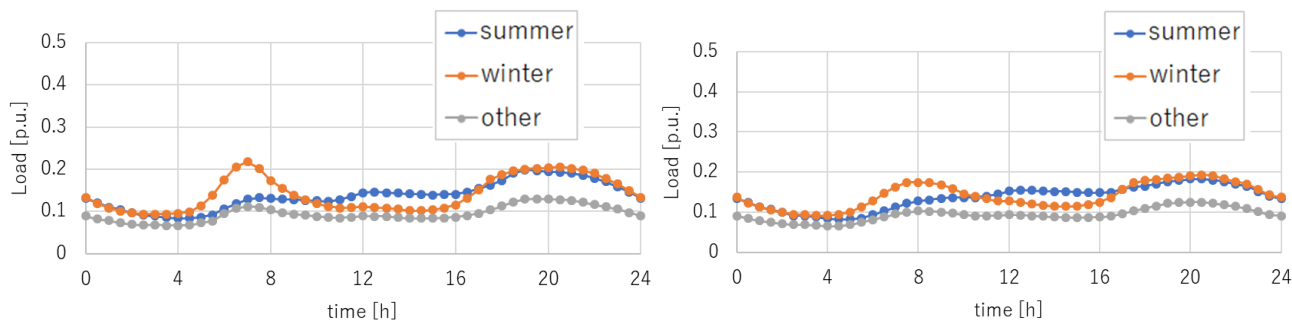 summer
winter
other
Load [p.u.]
0.5
0.4
0.3
0.2
0.1
0
0 4 8 12 16 20 24
time [h]
summer
winter
other
Load [p.u.]
0.5
0.4
0.3
0.2
0.1
0
0 4 8 12 16 20 24
time [h]